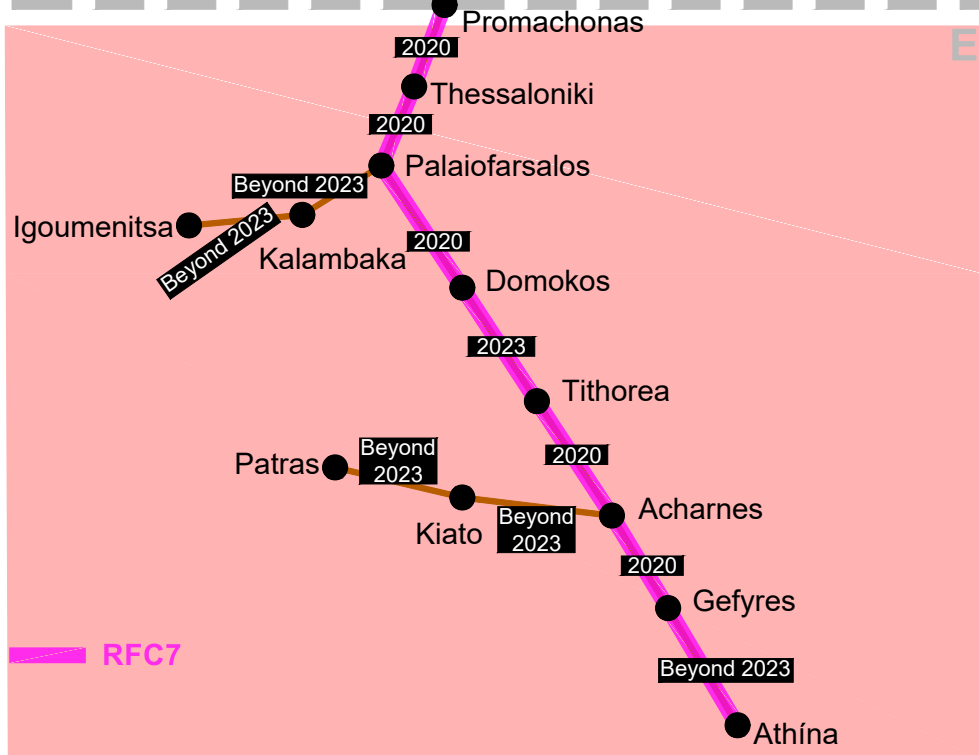 Promachonas
E
2020
Thessaloniki
2020
Palaiofarsalos
Beyond 2023
Igoumenitsa
Beyond 2023
Kalambaka
2020
Domokos
2023
Tithorea
Beyond
2023
2020
Patras
Acharnes
Kiato
Beyond
2023
2020
Gefyres
RFC7
Beyond 2023
Athína